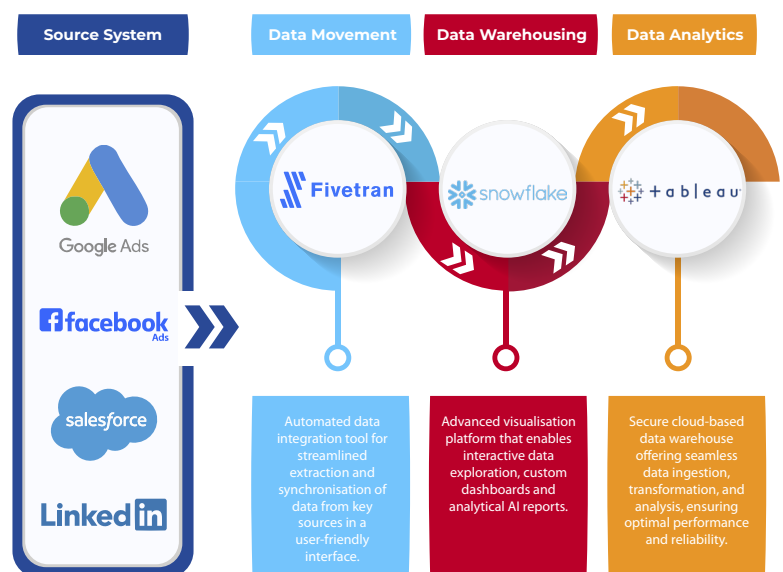 Source System
Data Movement
Data Warehousing
Data Analytics
Google Ads
facebook
Ads
salesforce
Linked in
Fivetran
snowflake
+ a b l e a u
Automated data
integration tool for
streamlined
extraction and
synchronisation of
data from key
sources in a
user-friendly
interface.
Advanced visualisation
platform that enables
interactive data
exploration, custom
dashboards and
analytical AI reports.
Secure cloud-based
data warehouse
offering seamless
data ingestion,
transformation, and
analysis, ensuring
optimal performance
and reliability.